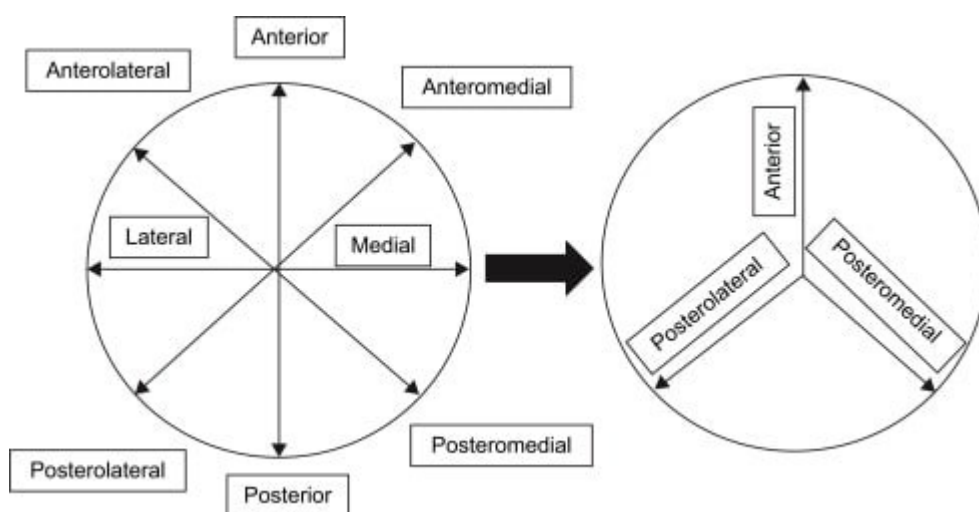 Anterior
Anterolateral
Anteromedial
Lateral
Medial
Posterolateral
Posterior
Posteromedial
Anterior
Posterolateral
Posteromedial